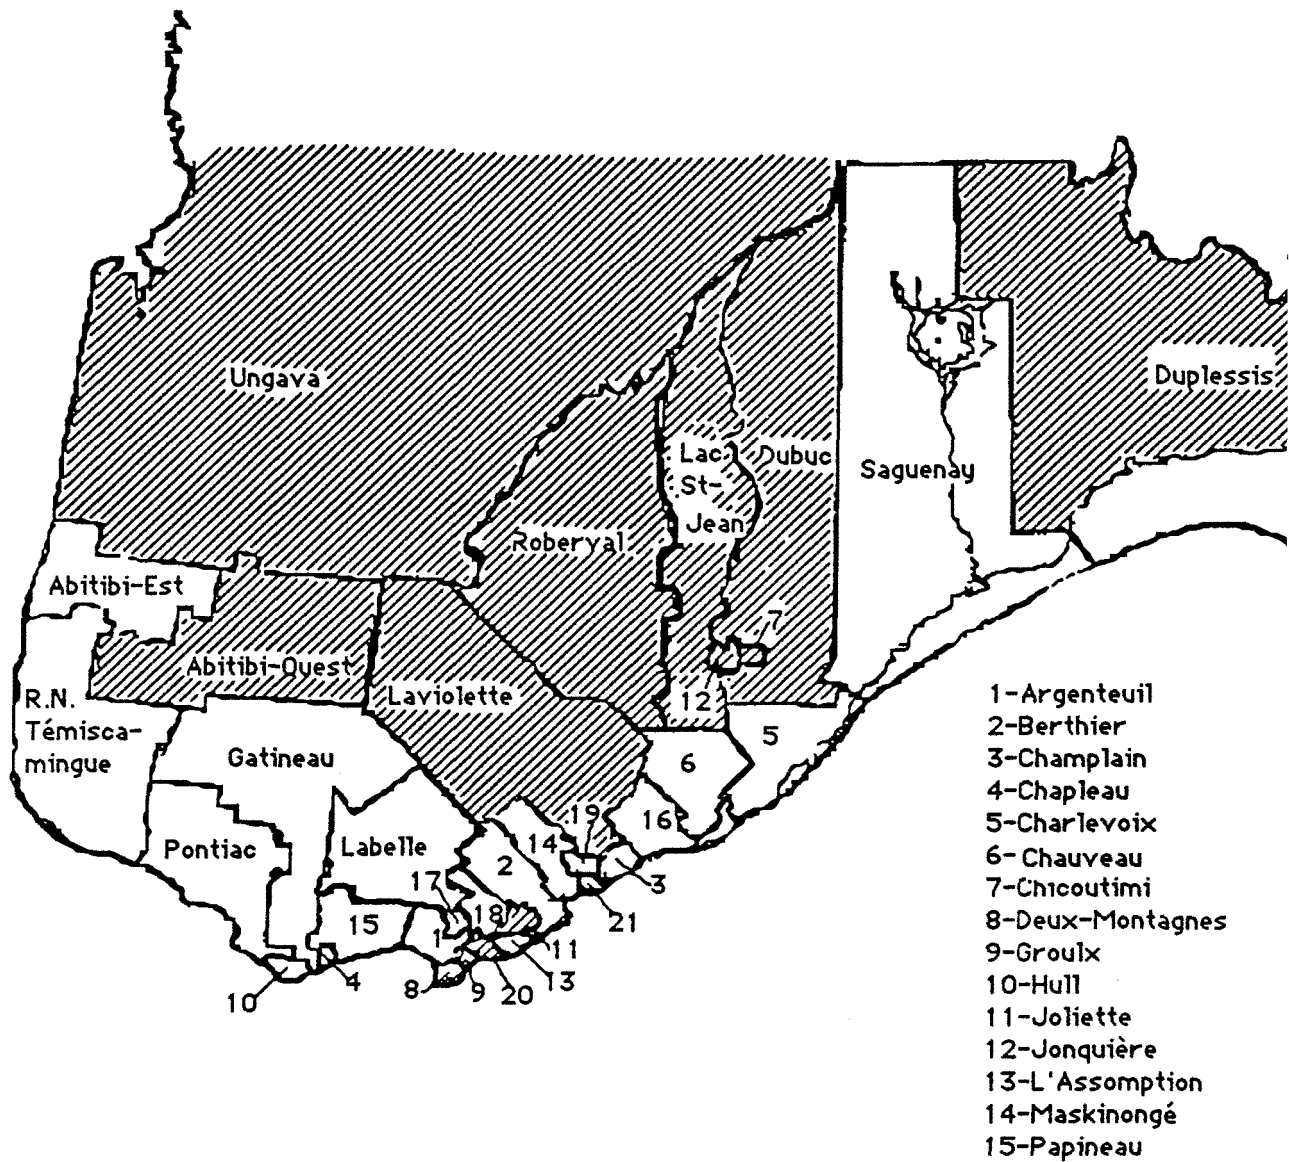 Ungava
Duplessis
Lac
St-
Jean
Dubuc
Saguenay
Roberval
Abitibi-Est
7
Abitibi-Ouest
Laviolette
12
R.N.
Témisca-
mingue
Gatineau
5
6
Pontiac
Labelle
19
16
14
2
3
17
15
18
1
21
11
4
8
9
20
13
10
1-Argenteuil
2-Berthier
3-Champlain
4-Chapleau
5-Charlevoix
6-Chauveau
7-Chicoutimi
8-Deux-Montagnes
9-Groulx
10-Hull
11-Joliette
12-Jonquière
13-L'Assomption
14-Maskinongé
15-Papineau